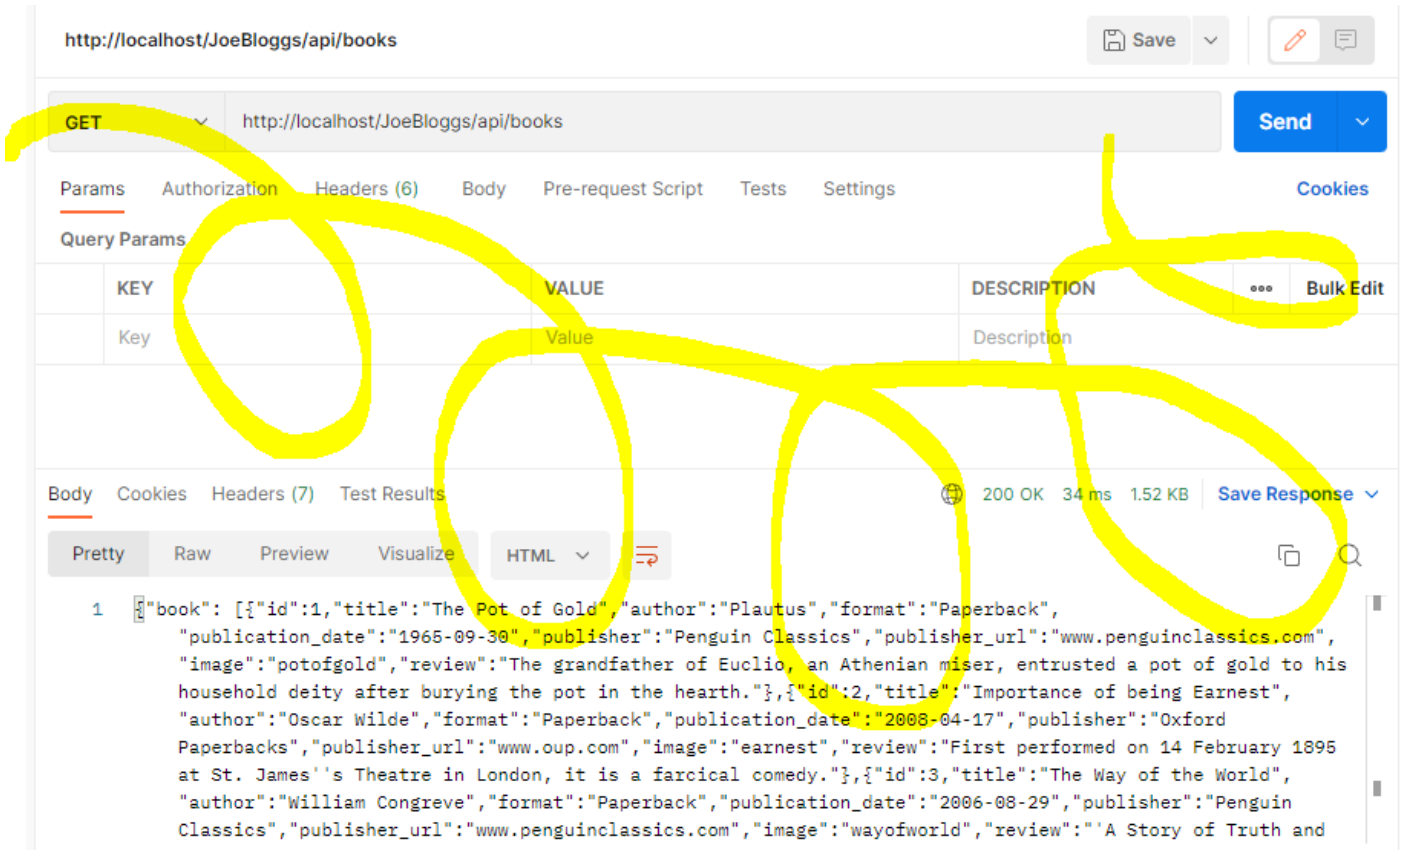 http://localhost/JoeBloggs/api/books Save
GET http://localhost/JoeBloggs/api/books Send
Params Authorization Headers (6) Body Pre-request Script Tests Settings Cookies
Query Params
KEY VALUE DESCRIPTION ooo Bulk Edit
Key Value Description
Body Cookies Headers (7) Test Results 200 OK 34 ms 1.52 KB Save Response
Pretty Raw Preview Visualize HTML
1 {"book": [{"id":1,"title":"The Pot of Gold","author":"Plautus","format":"Paperback",
"publication_date":"1965-09-30","publisher":"Penguin Classics","publisher_url":"www.penguinclassics.com",
"image":"potofgold","review":"The grandfather of Euclio, an Athenian miser, entrusted a pot of gold to his
household deity after burying the pot in the hearth."},{"id":2,"title":"Importance of being Earnest",
"author":"Oscar Wilde","format":"Paperback","publication_date":"2008-04-17","publisher":"Oxford
Paperbacks","publisher_url":"www.oup.com","image":"earnest","review":"First performed on 14 February 1895
at St. James''s Theatre in London, it is a farcical comedy."},{"id":3,"title":"The Way of the World",
"author":"William Congreve","format":"Paperback","publication_date":"2006-08-29","publisher":"Penguin
Classics","publisher_url":"www.penguinclassics.com","image":"wayofworld","review":"'A Story of Truth and